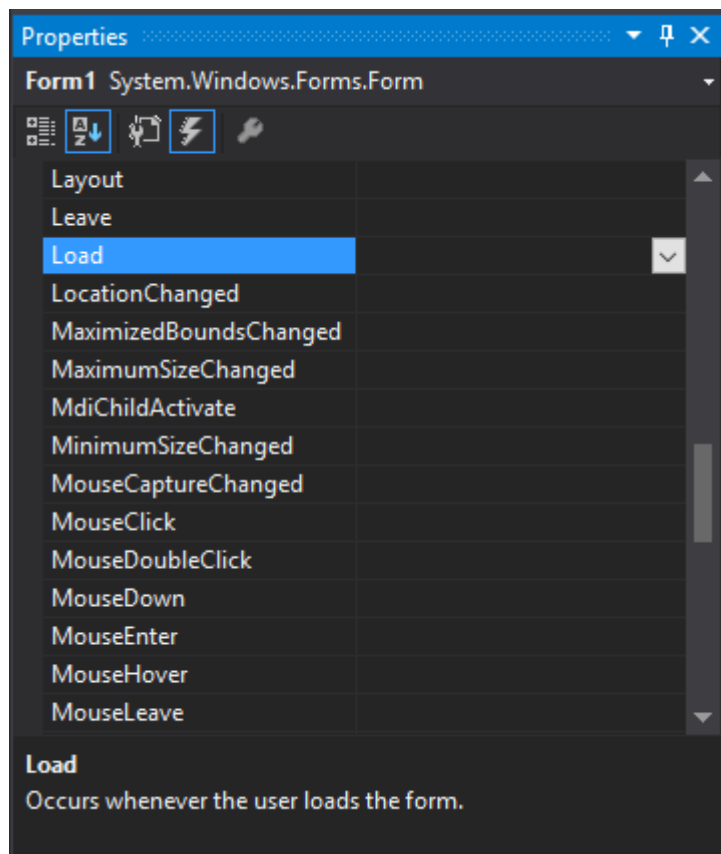 Properties
Form1 System.Windows.Forms.Form
Layout
Leave
Load
LocationChanged
MaximizedBoundsChanged
MaximumSizeChanged
MdiChildActivate
MinimumSizeChanged
MouseCaptureChanged
MouseClick
MouseDoubleClick
MouseDown
MouseEnter
MouseHover
MouseLeave
Load
Occurs whenever the user loads the form.